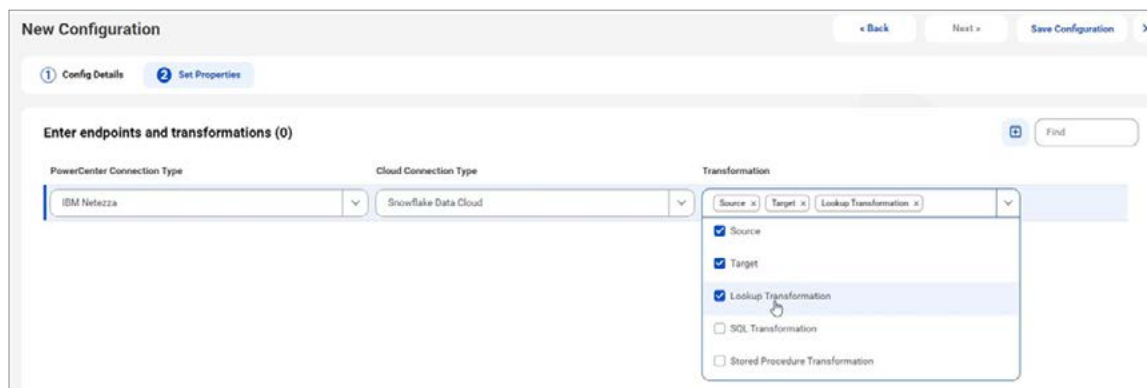 New Configuration
« Back
Next »
Save Configuration
1 Config Details
2 Set Properties
Enter endpoints and transformations (0)
Find
PowerCenter Connection Type
Cloud Connection Type
Transformation
IBM Netezza
Snowflake Data Cloud
Source × Target × Lookup Transformation ×
Source
Target
Lookup Transformation
SQL Transformation
Stored Procedure Transformation